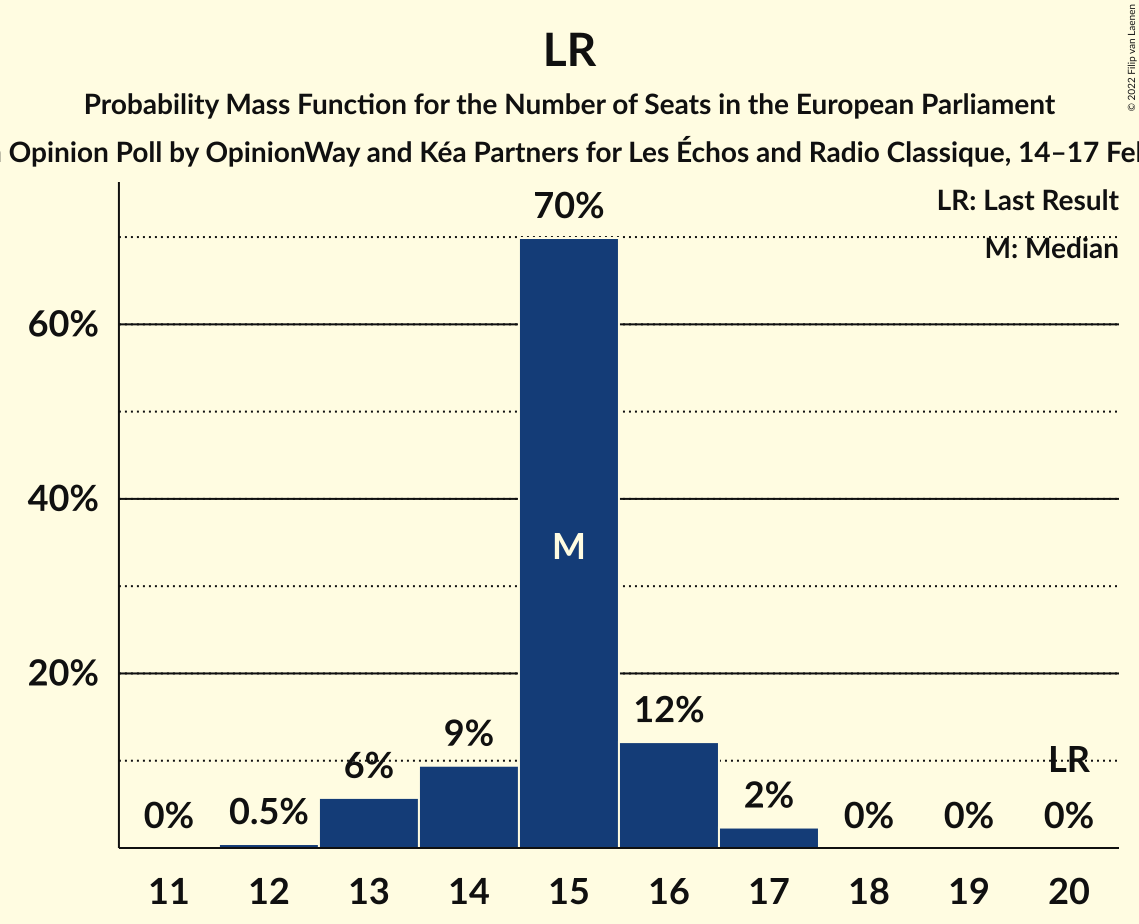 LR
Probability Mass Function for the Number of Seats in the European Parliament
Opinion Poll by OpinionWay and Kéa Partners for Les Échos and Radio Classique, 14–17
© 2022 Filip van Laenen
LR: Last Result
M: Median
70%
60%
40%
20%
M
0%
0.5%
6%
9%
12%
2%
0%
0%
LR
0%
11 12 13 14 15 16 17 18 19 20